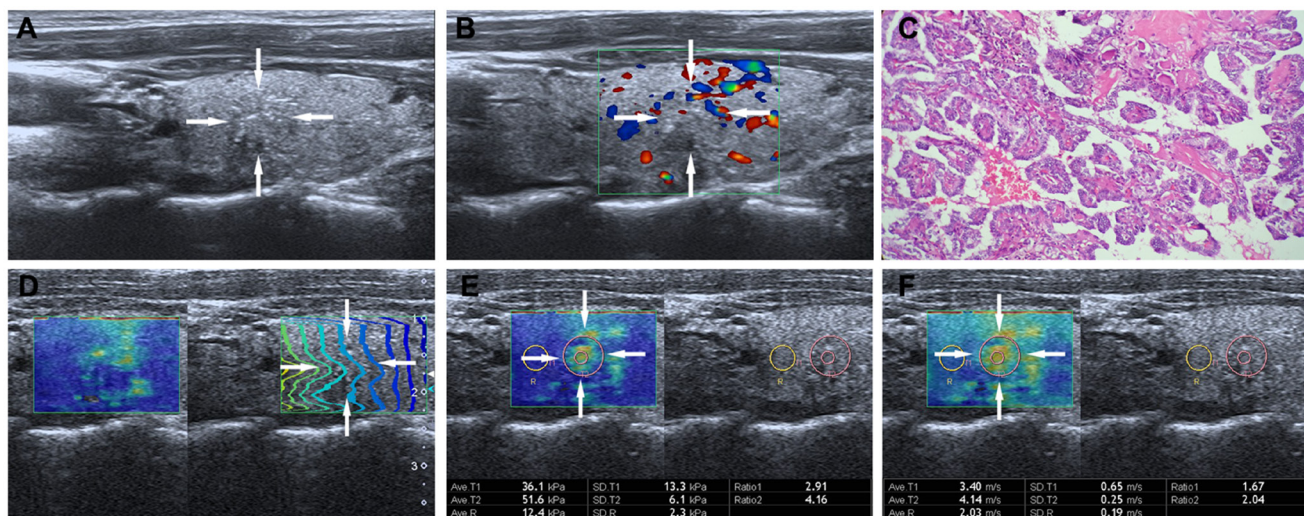 A
B
C
D
1
2
3
E
R
Ave.T1 36.1 kPa SD.T1 13.3 kPa Ratio1 2.91
Ave.T2 51.6 kPa SD.T2 6.1 kPa Ratio2 4.16
Ave.R 12.4 kPa SD.R 2.3 kPa
F
R
Ave.T1 3.40 m/s SD.T1 0.65 m/s Ratio1 1.67
Ave.T2 4.14 m/s SD.T2 0.25 m/s Ratio2 2.04
Ave.R 2.03 m/s SD.R 0.19 m/s